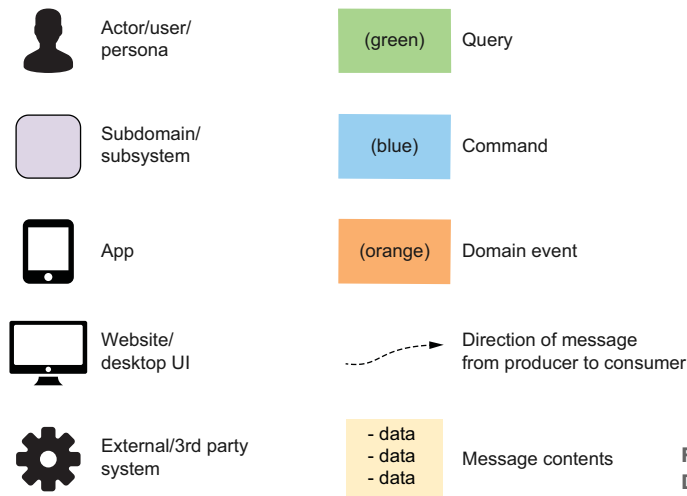 Actor/user/
persona
(green)
Query
Subdomain/
subsystem
(blue)
Command
App
(orange)
Domain event
Website/
desktop UI
Direction of message
from producer to consumer
External/3rd party
system
- data
- data
- data
Message contents